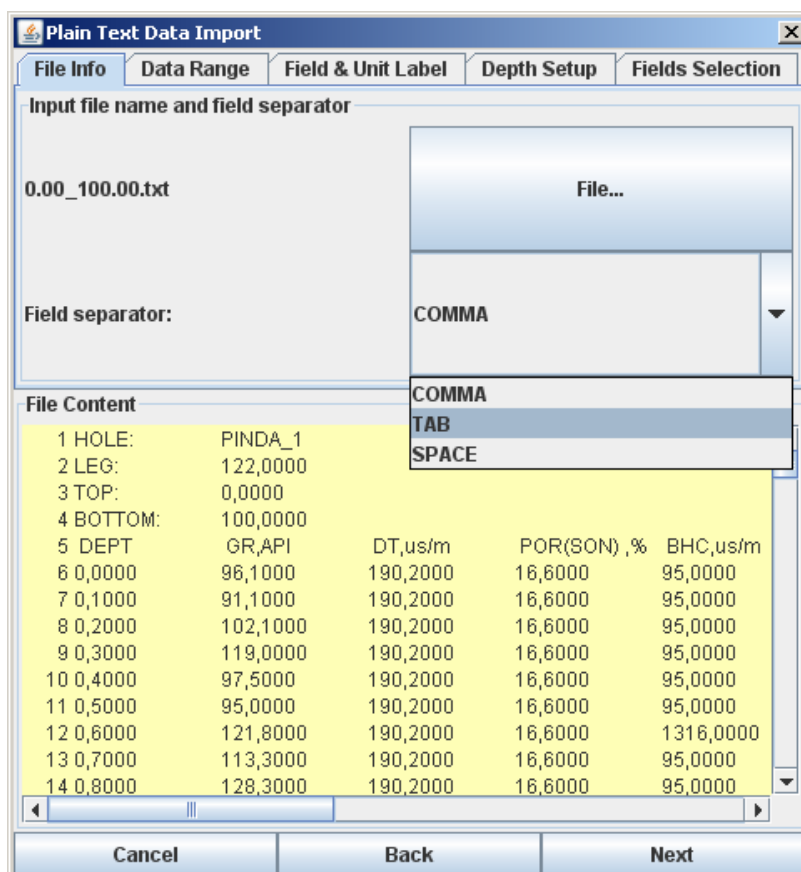 Plain Text Data Import
File Info Data Range Field & Unit Label Depth Setup Fields Selection
Input file name and field separator
0.00_100.00.txt File...
Field separator: COMMA
COMMA
TAB
SPACE
File Content
1 HOLE: PINDA_1
2 LEG: 122,0000
3 TOP: 0,0000
4 BOTTOM: 100,0000
5 DEPT GR,API DT,us/m POR(SON) ,% BHC,us/m
6 0,0000 96,1000 190,2000 16,6000 95,0000
7 0,1000 91,1000 190,2000 16,6000 95,0000
8 0,2000 102,1000 190,2000 16,6000 95,0000
9 0,3000 119,0000 190,2000 16,6000 95,0000
10 0,4000 97,5000 190,2000 16,6000 95,0000
11 0,5000 95,0000 190,2000 16,6000 95,0000
12 0,6000 121,8000 190,2000 16,6000 1316,0000
13 0,7000 113,3000 190,2000 16,6000 95,0000
14 0,8000 128,3000 190,2000 16,6000 95,0000
Cancel Back Next